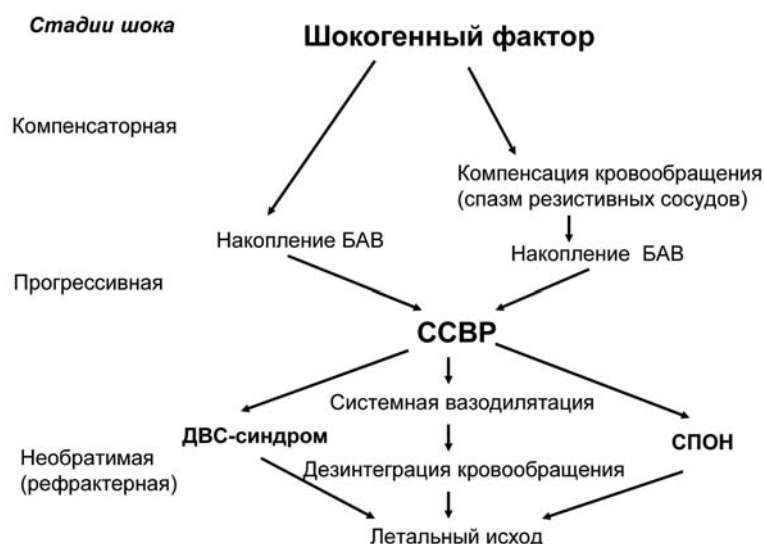 Стадии шока
Шокогенный фактор
Компенсаторная
Компенсация кровообращения
(спазм резистивных сосудов)
Накопление БАВ
Накопление БАВ
Прогрессивная
ССВР
Системная вазодилятация
ДВС-синдром
СПОН
Необратимая
(рефрактерная)
Дезинтеграция кровообращения
Летальный исход